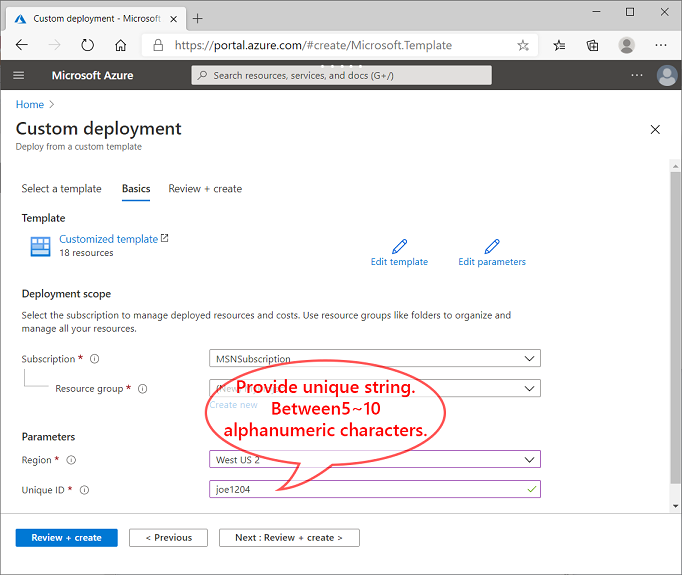 Custom deployment - Microsoft
https://portal.azure.com/#create/Microsoft.Template
Microsoft Azure
Search resources, services, and docs (G+/)
Home
Custom deployment
Deploy from a custom template
Select a template Basics Review + create
Template
Customized template
18 resources
Edit template Edit parameters
Deployment scope
Select the subscription to manage deployed resources and costs. Use resource groups like folders to organize and
manage all your resources.
Subscription *
MSNSubscription
Resource group *
(New)
Create new
Provide unique string.
Between5~10
alphanumeric characters.
Parameters
Region *
West US 2
Unique ID *
joe1204
Review + create < Previous Next : Review + create >